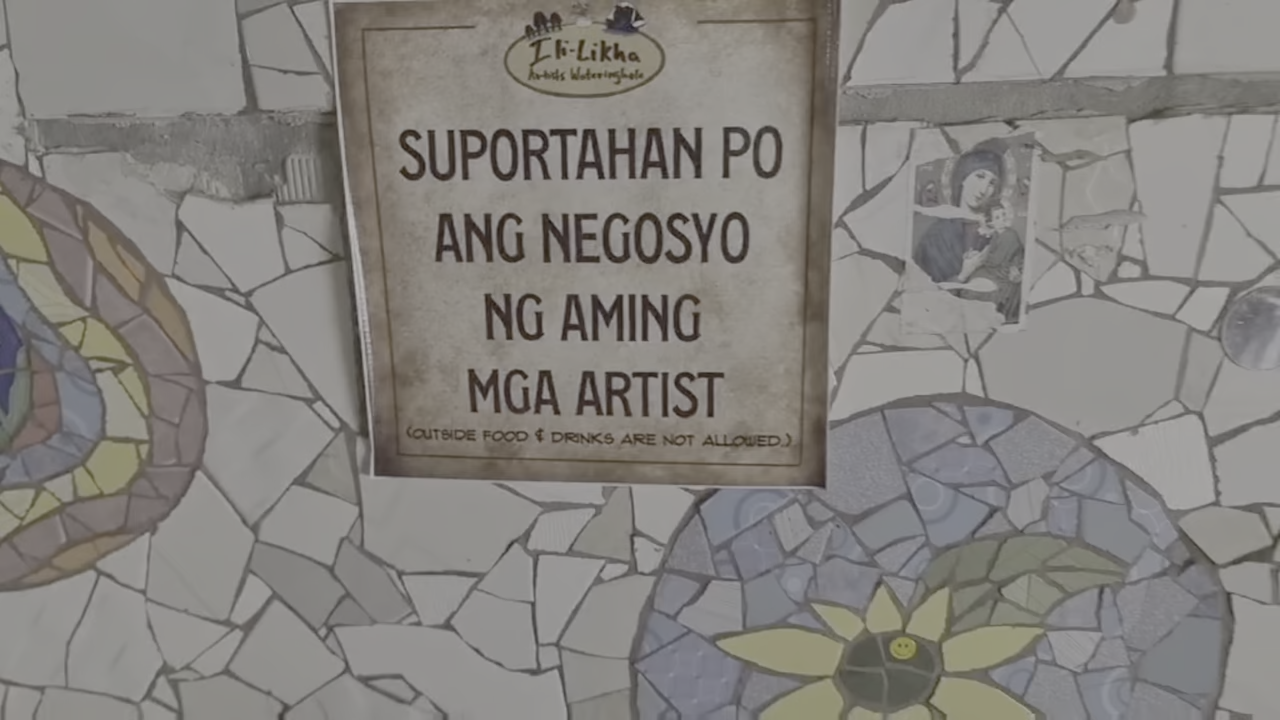 Ili-Likha
Artists Wateringhole
SUPORTAHAN PO
ANG NEGOSYO
NG AMING
MGA ARTIST
(OUTSIDE FOOD & DRINKS ARE NOT ALLOWED.)